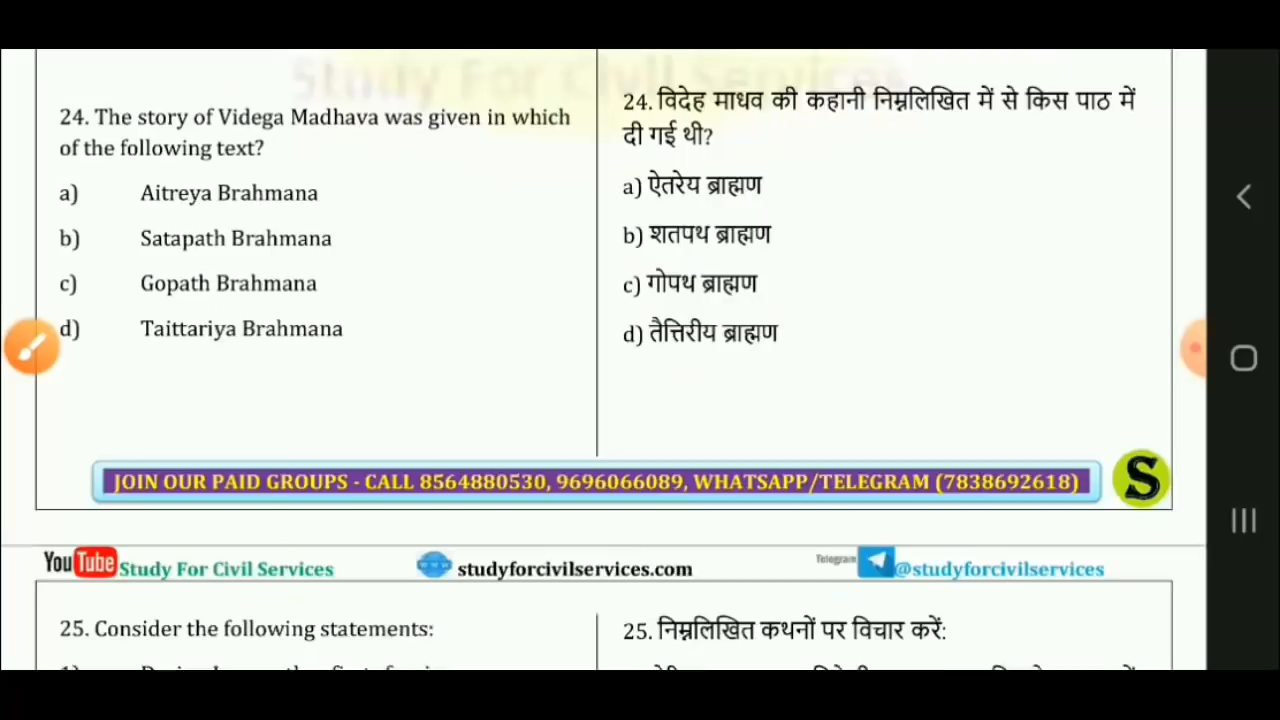 Study For Civil Services
24. The story of Videga Madhava was given in which
of the following text?
a) Aitreya Brahmana
b) Satapath Brahmana
c) Gopath Brahmana
d) Taittariya Brahmana
24. विदेह माधव की कहानी निम्नलिखित में से किस पाठ में
दी गई थी?
a) ऐतरेय ब्राह्मण
b) शतपथ ब्राह्मण
c) गोपथ ब्राह्मण
d) तैत्तिरीय ब्राह्मण
JOIN OUR PAID GROUPS - CALL 8564880530, 9696066089, WHATSAPP/TELEGRAM (7838692618)
S
YouTube Study For Civil Services
studyforcivilservices.com
Telegram @studyforcivilservices
25. Consider the following statements:
25. निम्नलिखित कथनों पर विचार करें: